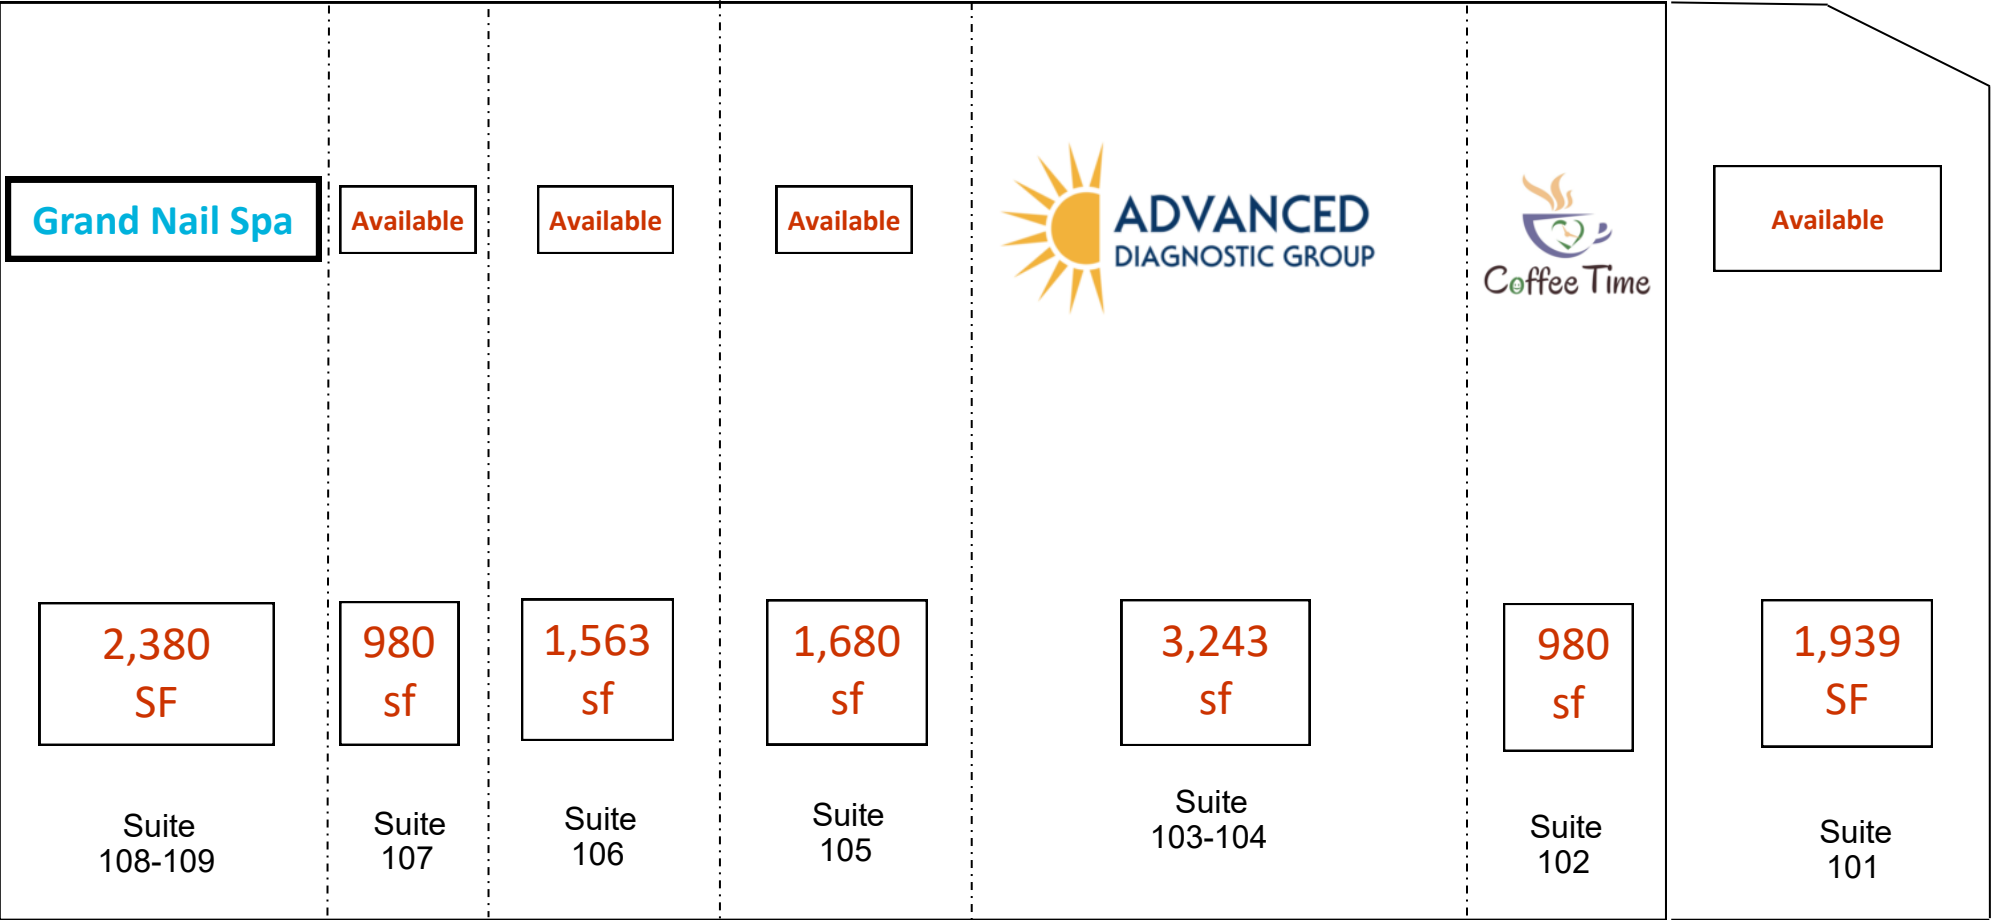 Grand Nail Spa
Available
Available
Available
ADVANCED
DIAGNOSTIC GROUP
Coffee Time
Available
2,380
SF
980
sf
1,563
sf
1,680
sf
3,243
sf
980
sf
1,939
SF
Suite
108-109
Suite
107
Suite
106
Suite
105
Suite
103-104
Suite
102
Suite
101